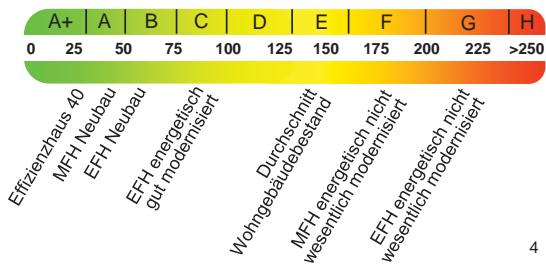 A+ A B C D E F G H
0 25 50 75 100 125 150 175 200 225 >250
Effizienzhaus 40
MFH Neubau
EFH Neubau
EFH energetisch
gut modernisiert
Durchschnitt
Wohngebäudebestand
MFH energetisch nicht
wesentlich modernisiert
EFH energetisch nicht
wesentlich modernisiert
4